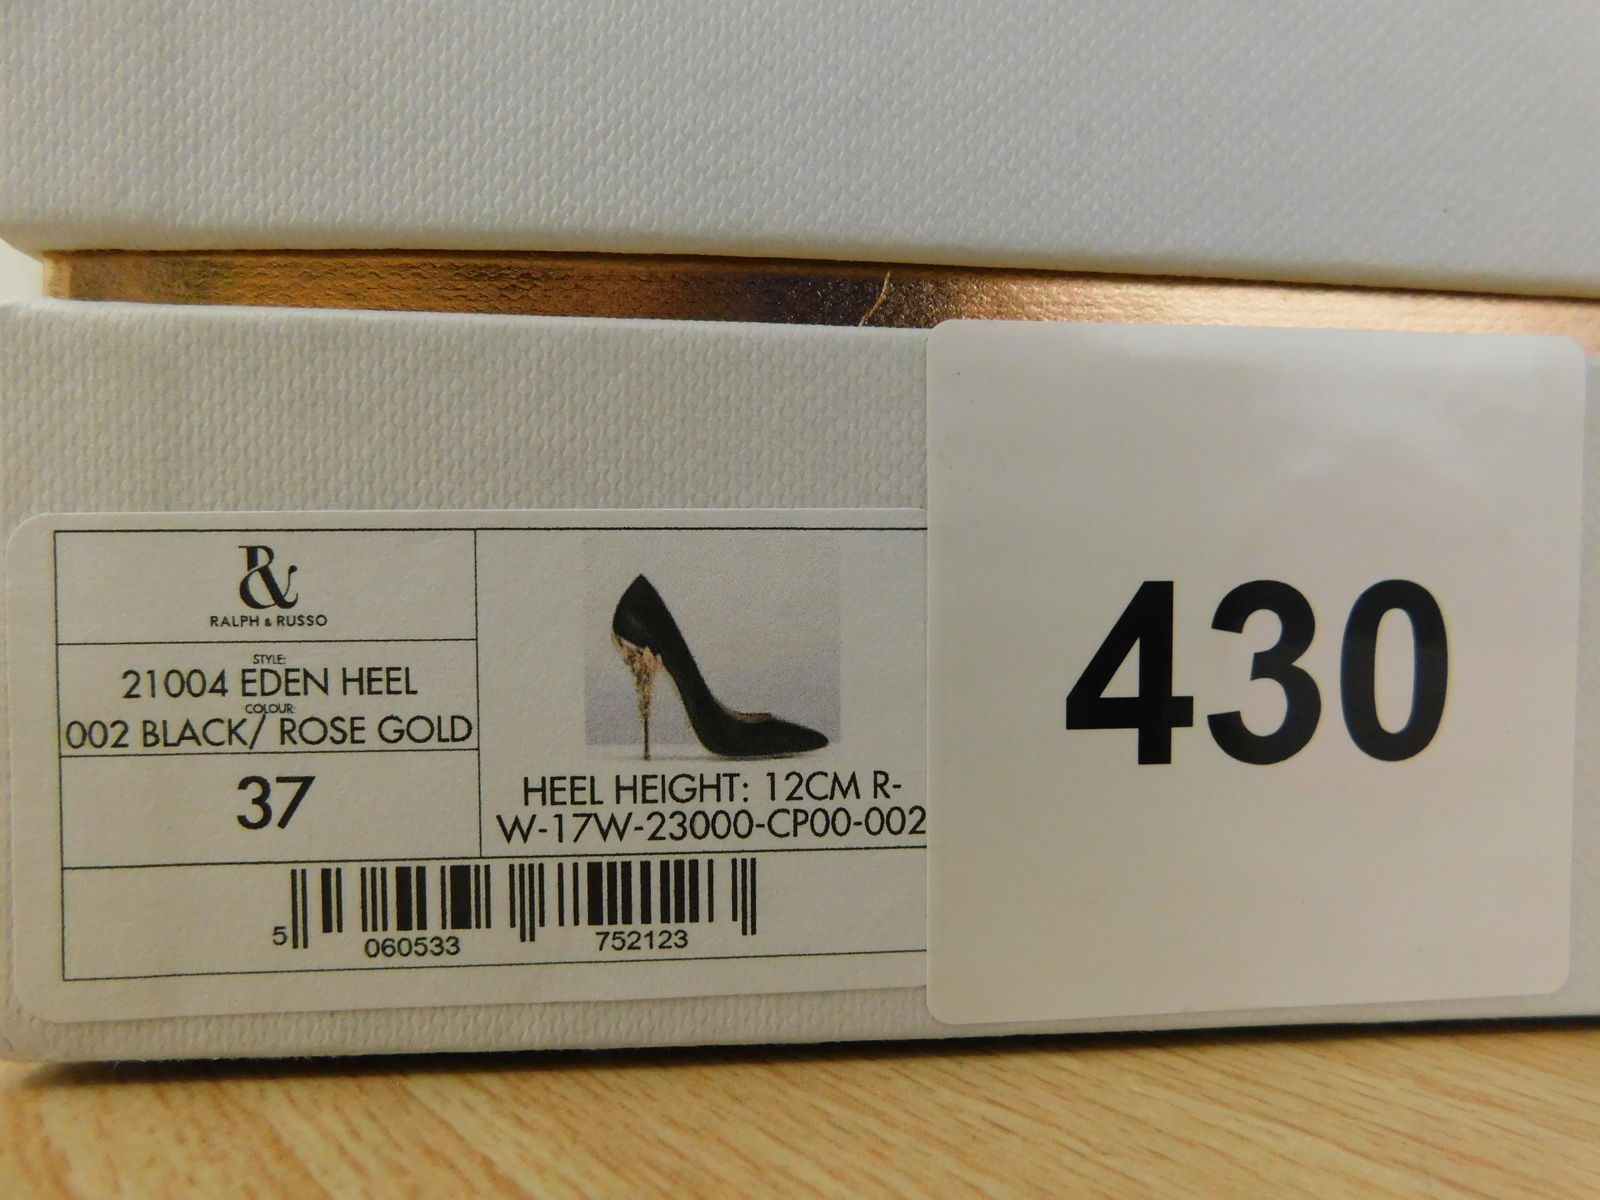 R&
RALPH & RUSSO
STYLE:
21004 EDEN HEEL
COLOUR:
002 BLACK/ ROSE GOLD
37
HEEL HEIGHT: 12CM R-
W-17W-23000-CP00-002
5 060533 752123
430